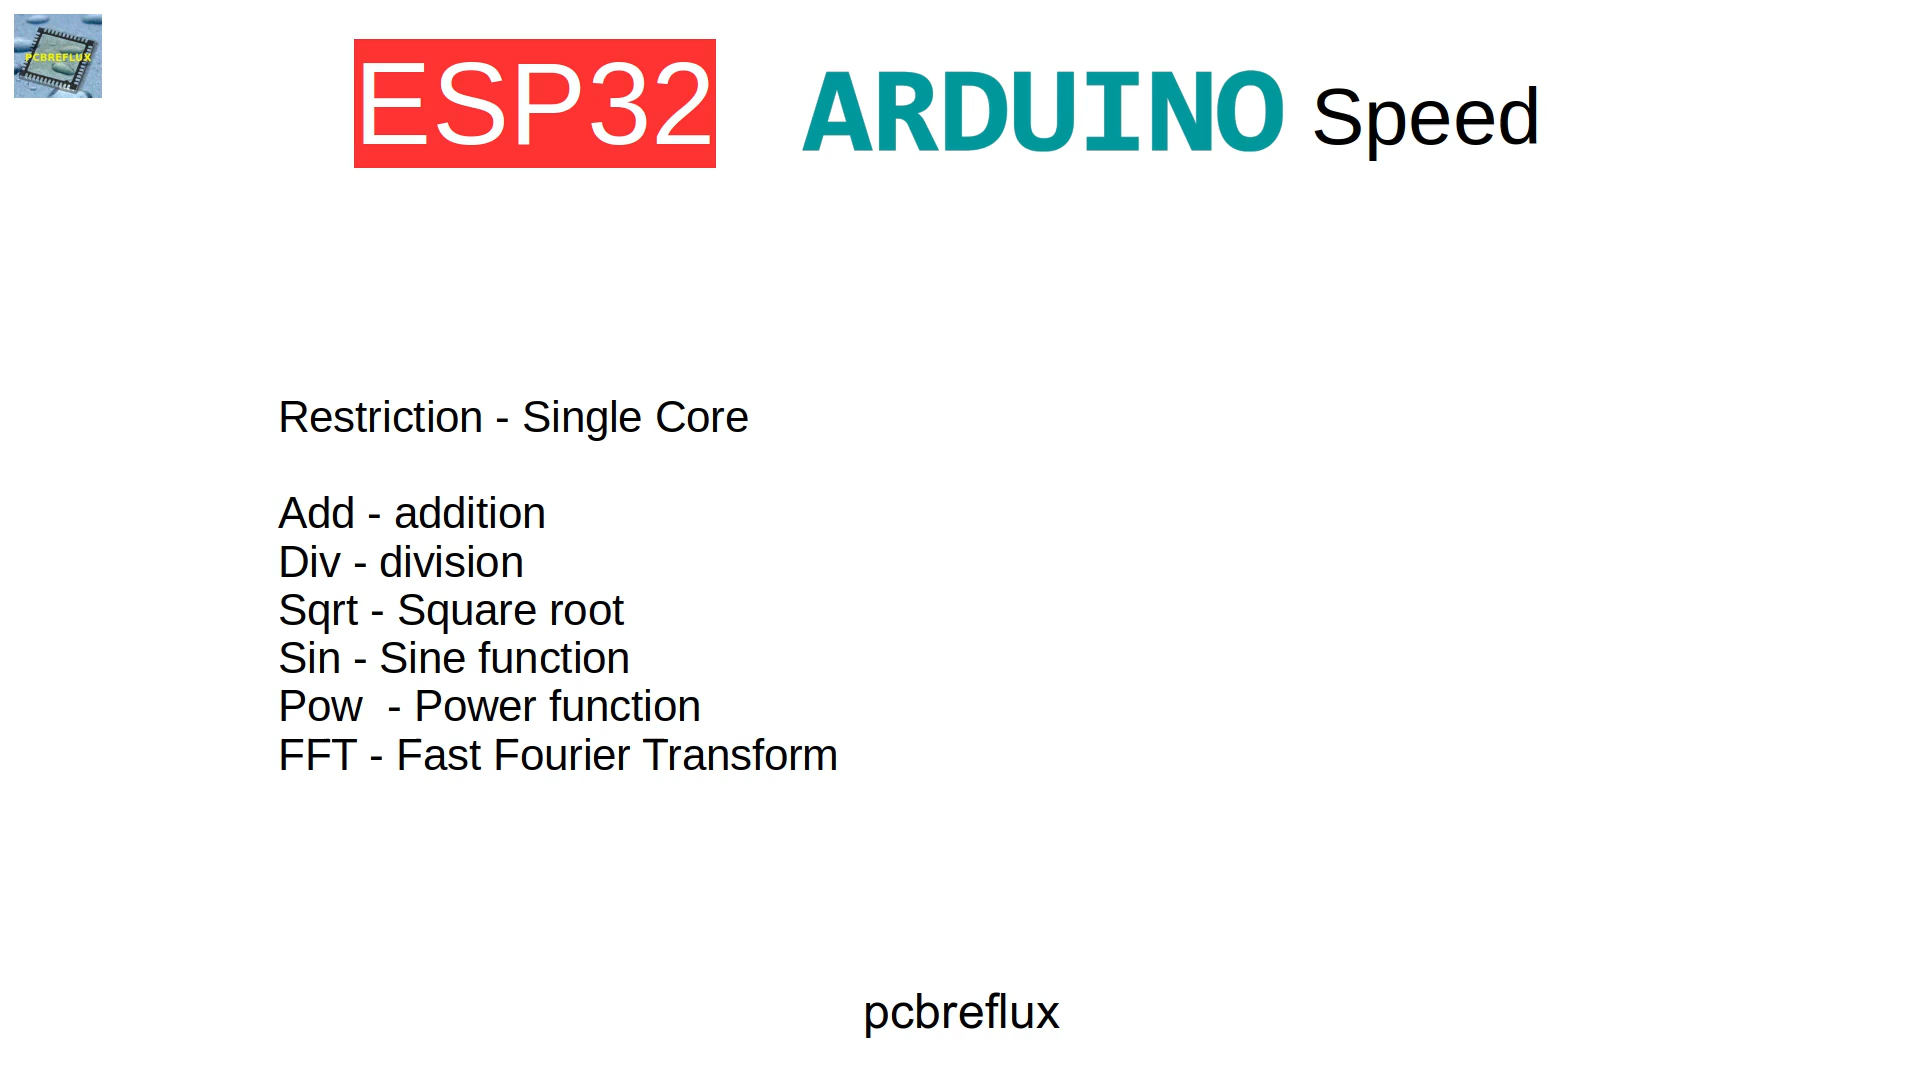 PCBREFLUX
ESP32 ARDUINO Speed
Restriction - Single Core
Add - addition
Div - division
Sqrt - Square root
Sin - Sine function
Pow  - Power function
FFT - Fast Fourier Transform
pcbreflux